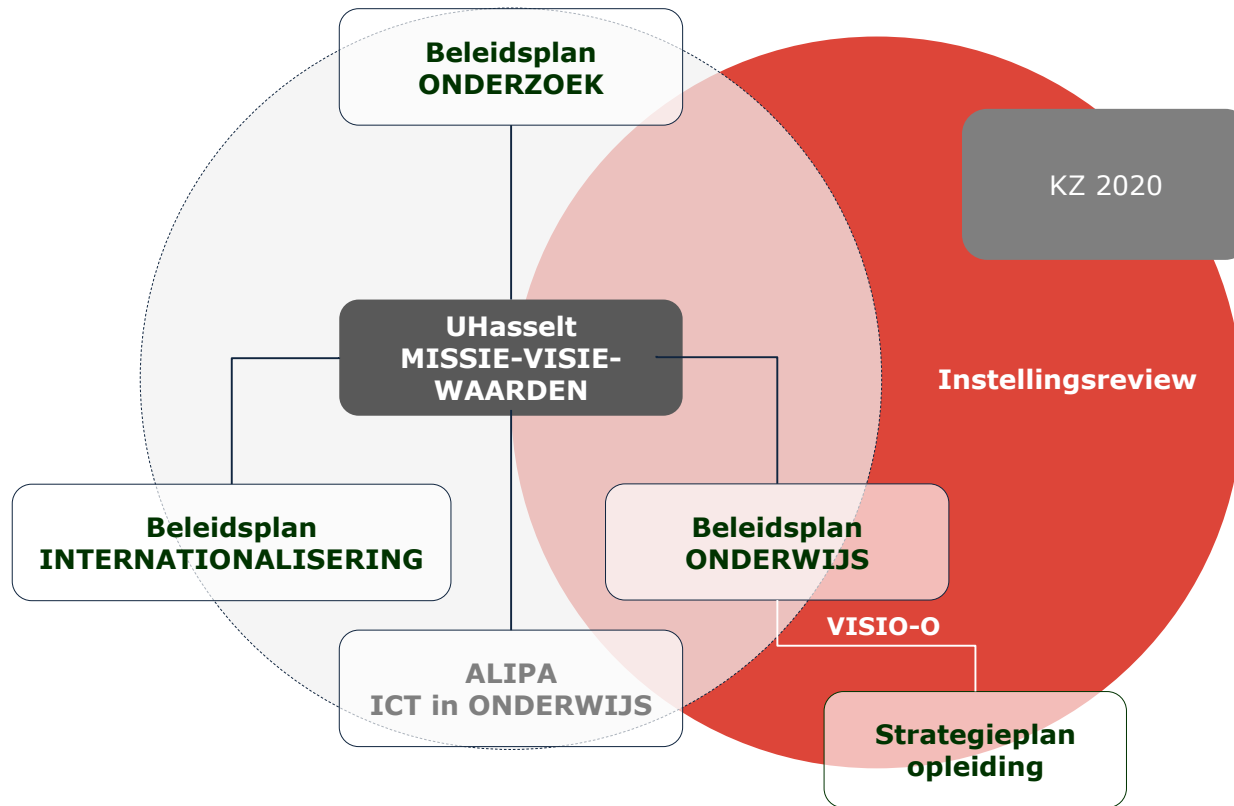 Beleidsplan
ONDERZOEK
KZ 2020
UHasselt
MISSIE-VISIE-
WAARDEN
Instellingsreview
Beleidsplan
INTERNATIONALISERING
Beleidsplan
ONDERWIJS
VISIO-O
ALIPA
ICT in ONDERWIJS
Strategieplan
opleiding